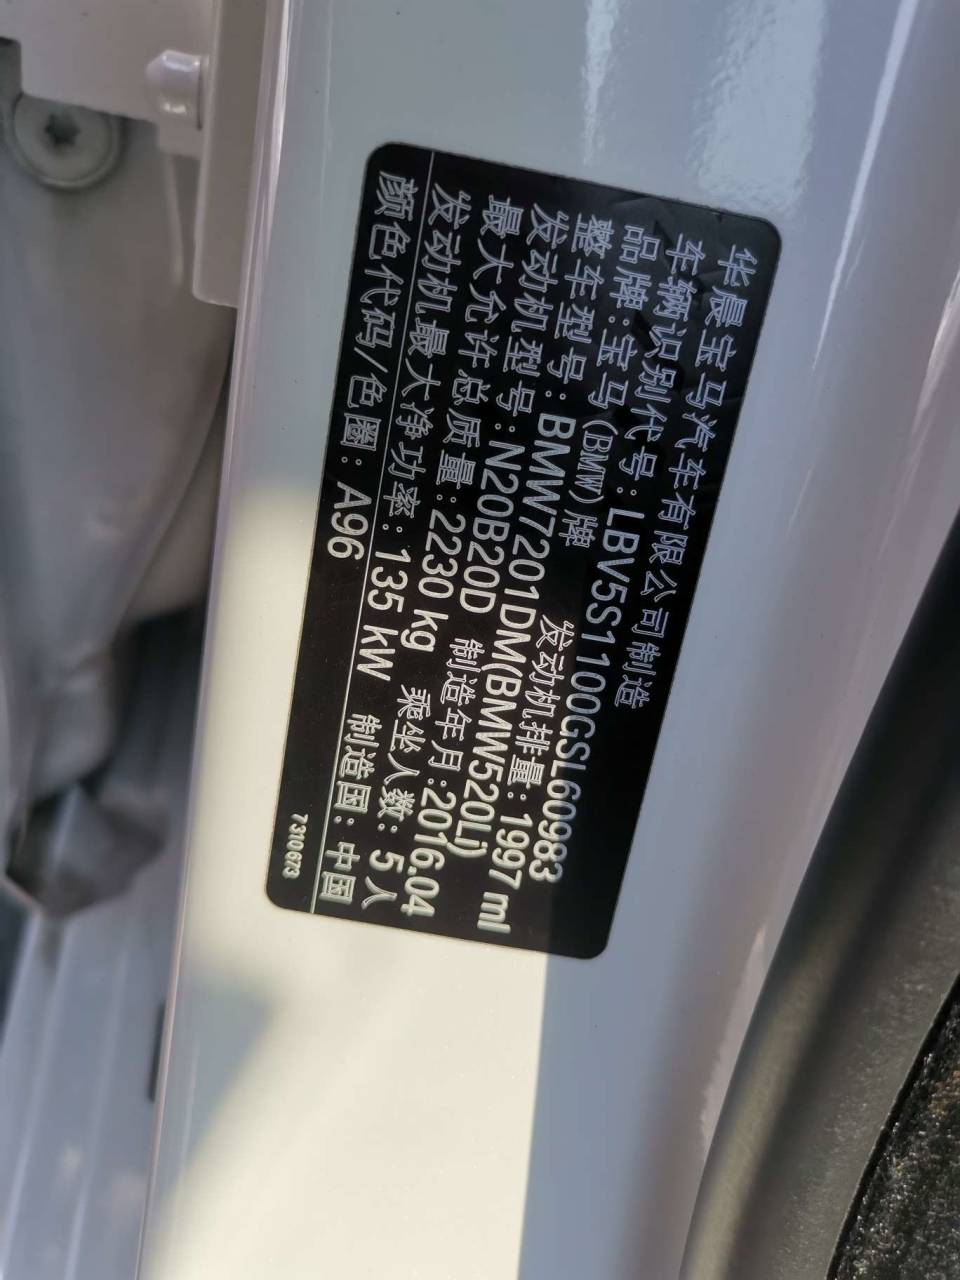 华晨宝马汽车有限公司制造
车辆识别代号:LBV5S1100GSL60983
品牌:宝马(BMW)牌
整车型号:BMW7201DM(BMW520Li)
发动机型号:N20B20D 发动机排量:1997 ml
最大允许总质量:2230 kg 制造年月:2016.04
发动机最大净功率:135 kW 乘坐人数:5人
颜色代码/色圈:A96 制造国:中国
7310673